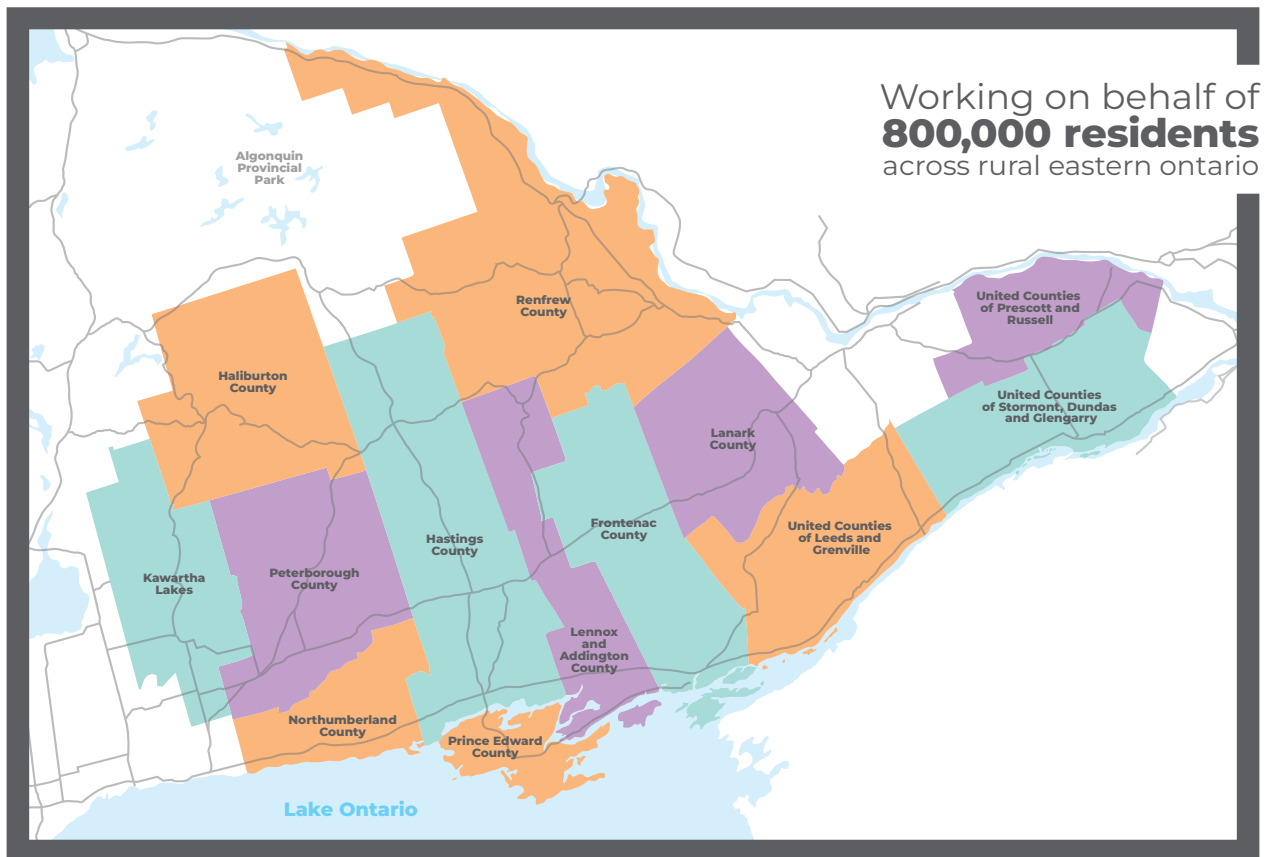 Working on behalf of
800,000 residents
across rural eastern ontario
Algonquin
Provincial
Park
Renfrew
County
United Counties
of Prescott and
Russell
Haliburton
County
United Counties
of Stormont, Dundas
and Glengarry
Lanark
County
Frontenac
County
United Counties
of Leeds and
Grenville
Hastings
County
Kawartha
Lakes
Peterborough
County
Lennox
and
Addington
County
Northumberland
County
Prince Edward
County
Lake Ontario